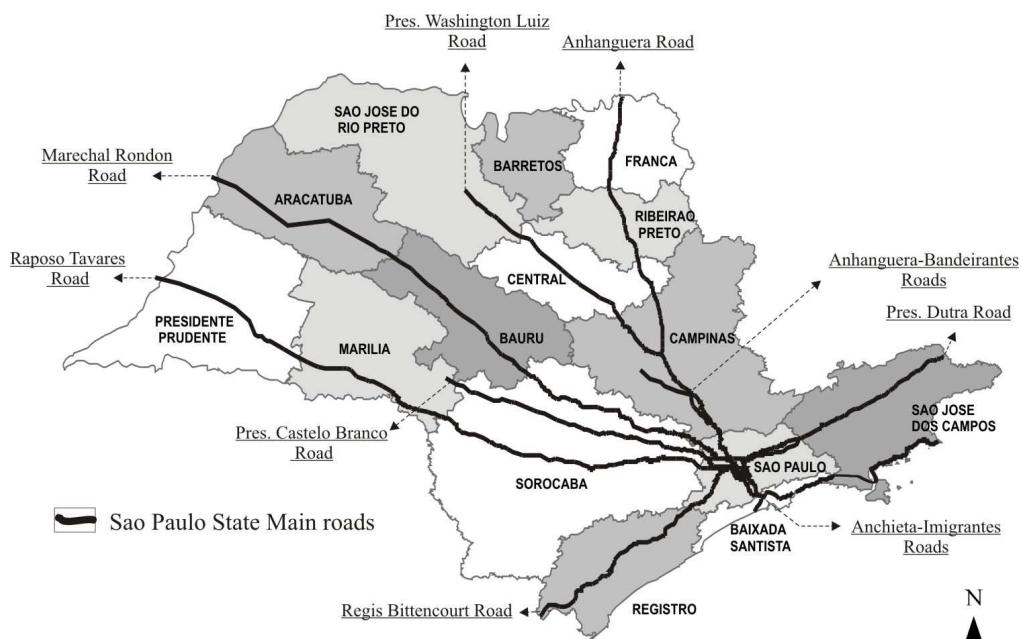 Pres. Washington Luiz
Road
Anhanguera Road
SAO JOSE DO
RIO PRETO
BARRETOS
FRANCA
Marechal Rondon
Road
ARACATUBA
RIBEIRAO
PRETO
Raposo Tavares
Road
CENTRAL
Anhanguera-Bandeirantes
Roads
Pres. Dutra Road
PRESIDENTE
PRUDENTE
MARILIA
BAURU
CAMPINAS
SAO JOSE
DOS CAMPOS
Pres. Castelo Branco
Road
SAO PAULO
SOROCABA
Sao Paulo State Main roads
BAIXADA
SANTISTA
Anchieta-Imigrantes
Roads
Regis Bittencourt Road
REGISTRO
N